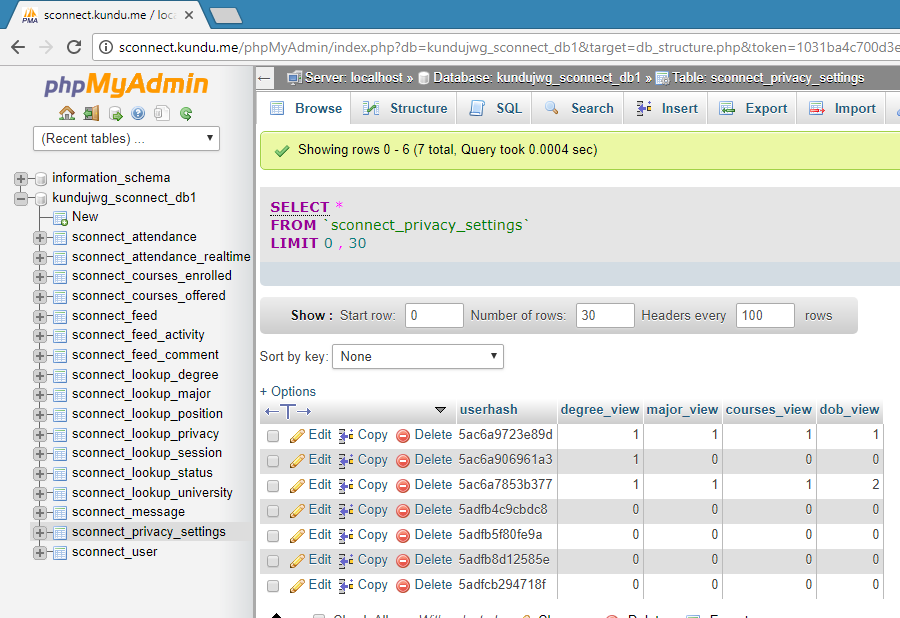 sconnect.kundu.me / loca
sconnect.kundu.me/phpMyAdmin/index.php?db=kundujwg_sconnect_db1&target=db_structure.php&token=1031ba4c700d3e
phpMyAdmin
(Recent tables) ...
information_schema
kundujwg_sconnect_db1
New
sconnect_attendance
sconnect_attendance_realtime
sconnect_courses_enrolled
sconnect_courses_offered
sconnect_feed
sconnect_feed_activity
sconnect_feed_comment
sconnect_lookup_degree
sconnect_lookup_major
sconnect_lookup_position
sconnect_lookup_privacy
sconnect_lookup_session
sconnect_lookup_status
sconnect_lookup_university
sconnect_message
sconnect_privacy_settings
sconnect_user
Server: localhost » Database: kundujwg_sconnect_db1 » Table: sconnect_privacy_settings
Browse Structure SQL Search Insert Export Import
Showing rows 0 - 6 (7 total, Query took 0.0004 sec)
SELECT *
FROM `sconnect_privacy_settings`
LIMIT 0 , 30
Show : Start row: 0 Number of rows: 30 Headers every 100 rows
Sort by key: None
+ Options
←T→ userhash degree_view major_view courses_view dob_view
Edit Copy Delete 5ac6a9723e89d 1 1 1 1
Edit Copy Delete 5ac6a906961a3 1 0 0 0
Edit Copy Delete 5ac6a7853b377 1 1 1 2
Edit Copy Delete 5adfb4c9cbdc8 0 0 0 0
Edit Copy Delete 5adfb5f80fe9a 0 0 0 0
Edit Copy Delete 5adfb8d12585e 0 0 0 0
Edit Copy Delete 5adfcb294718f 0 0 0 0